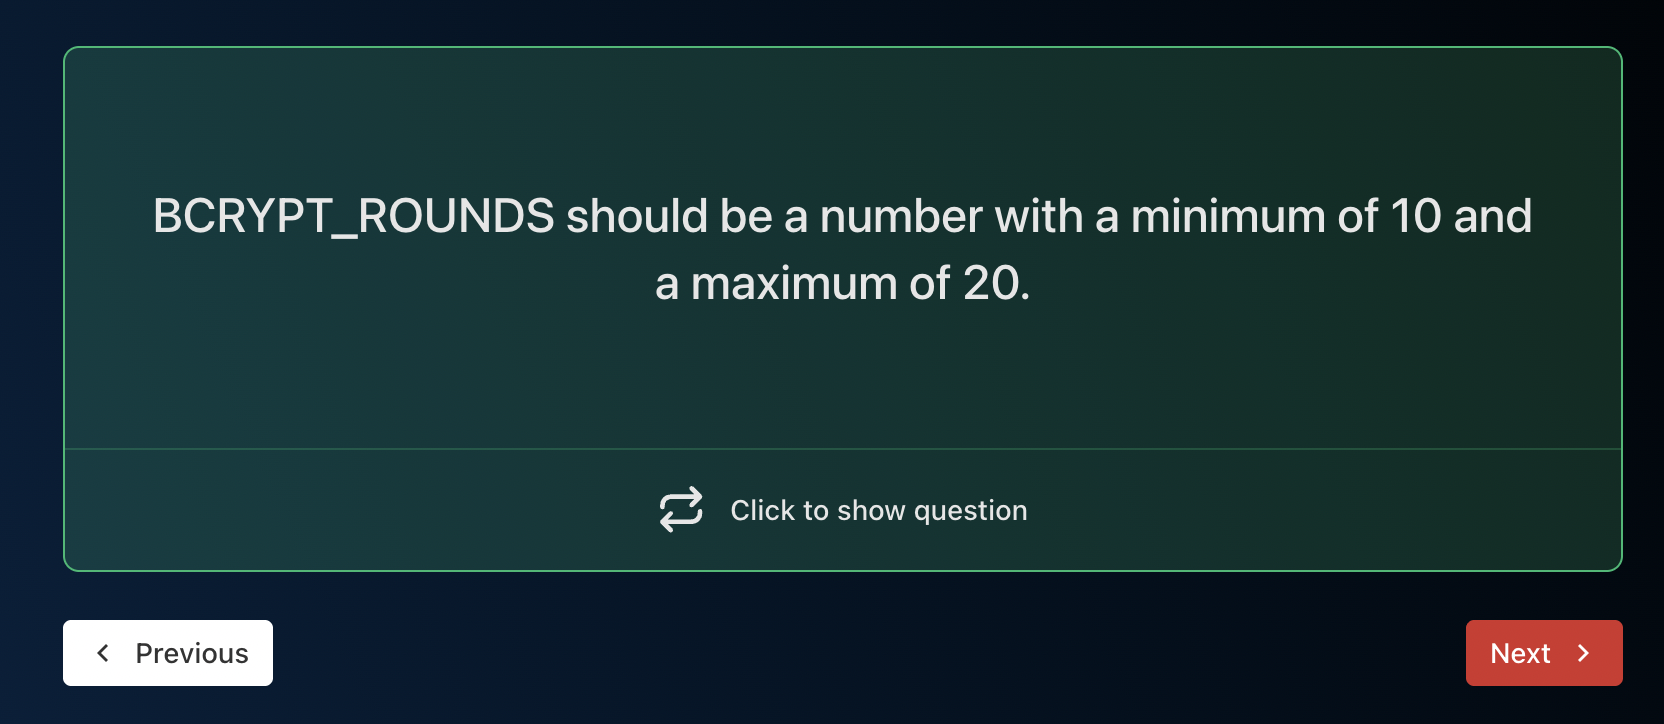 BCRYPT_ROUNDS should be a number with a minimum of 10 and
a maximum of 20.
Click to show question
Previous
Next